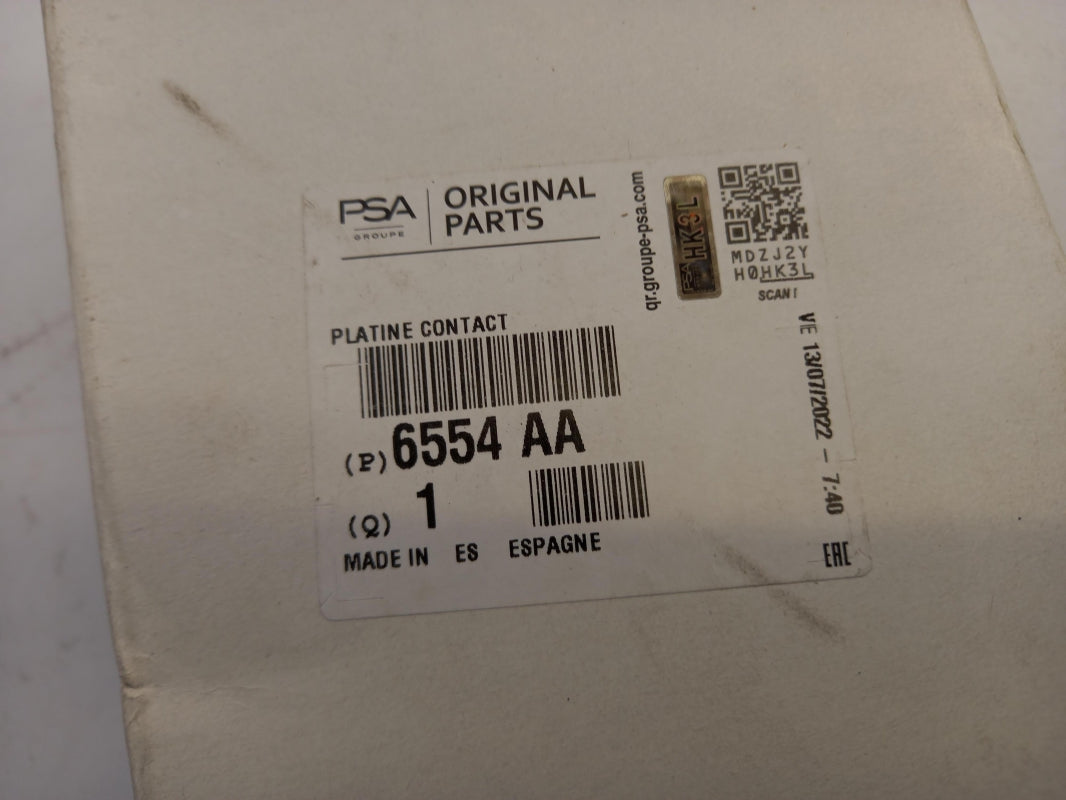 PSA
GROUPE
ORIGINAL
PARTS
qr.groupe-psa.com
PSA HK3L
MDZJ2Y
H0HK3L
SCAN!
PLATINE CONTACT
(P) 6554 AA
(Q) 1
MADE IN ES ESPAGNE
VE 13/07/2022 - 7:40
EAC